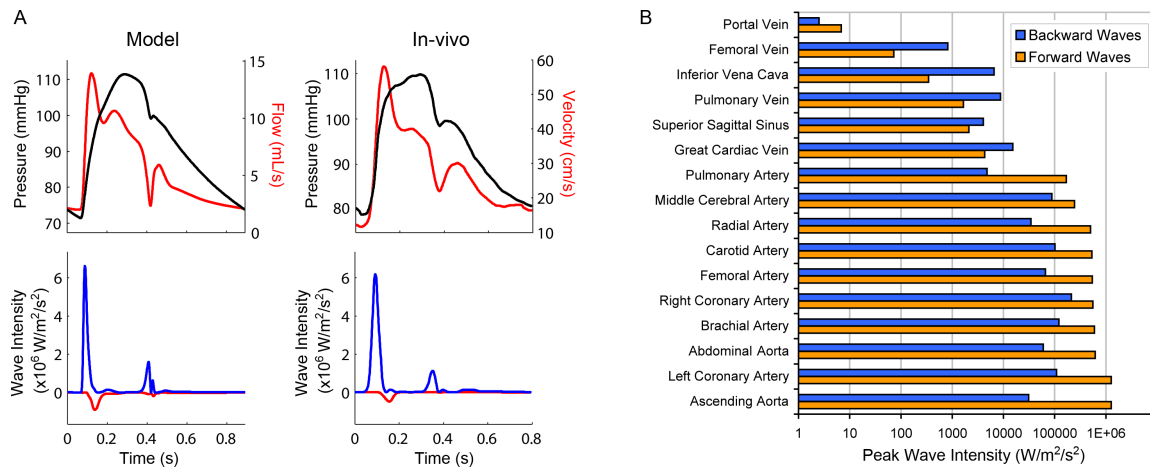 A
Model
In-vivo
Pressure (mmHg)
110
100
90
80
70
15
10
5
0
Flow (mL/s)
Pressure (mmHg)
110
100
90
80
60
50
40
30
20
10
Velocity (cm/s)
Wave Intensity
(x10⁶ W/m²/s²)
6
4
2
0
0
0.2
0.4
0.6
0.8
Time (s)
Wave Intensity
(x10⁶ W/m²/s²)
6
4
2
0
0
0.2
0.4
0.6
0.8
Time (s)
B
Backward Waves
Forward Waves
Portal Vein
Femoral Vein
Inferior Vena Cava
Pulmonary Vein
Superior Sagittal Sinus
Great Cardiac Vein
Pulmonary Artery
Middle Cerebral Artery
Radial Artery
Carotid Artery
Femoral Artery
Right Coronary Artery
Brachial Artery
Abdominal Aorta
Left Coronary Artery
Ascending Aorta
1
10
100
1000
10000
100000
1E+06
Peak Wave Intensity (W/m²/s²)